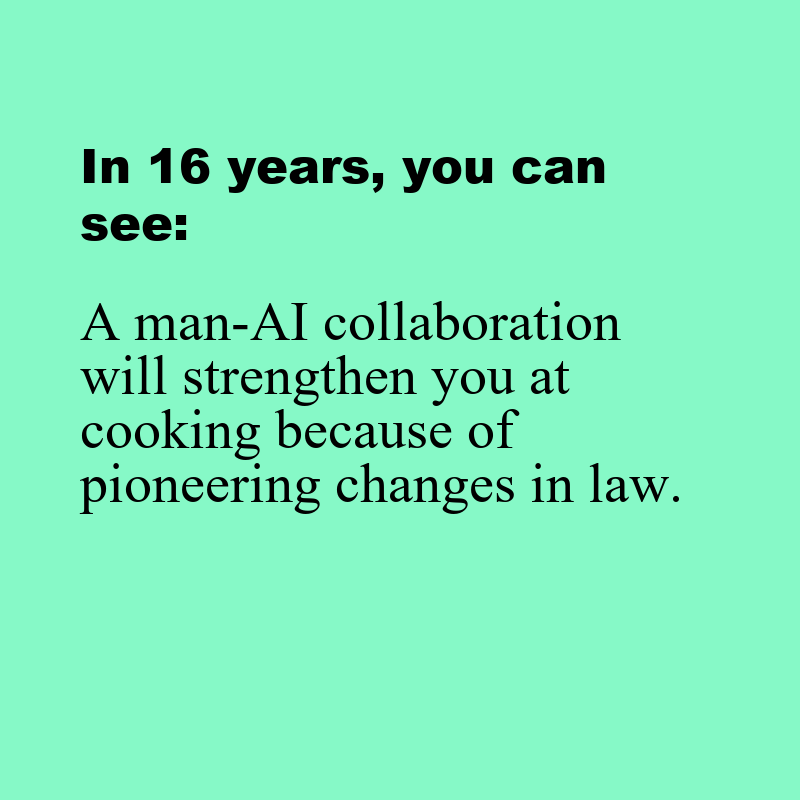 In 16 years, you can
see:
A man-AI collaboration
will strengthen you at
cooking because of
pioneering changes in law.